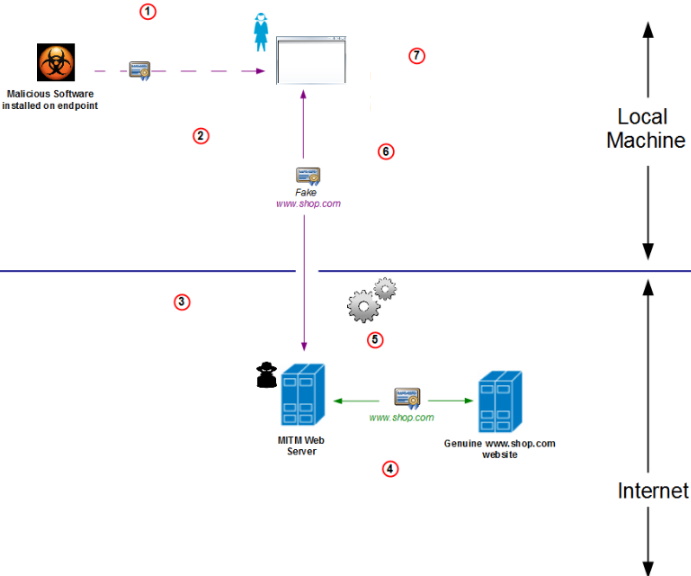 1
7
Malicious Software
installed on endpoint
2
6
Local
Machine
Fake
www.shop.com
3
5
www.shop.com
MITM Web
Server
Genuine www.shop.com
website
4
Internet